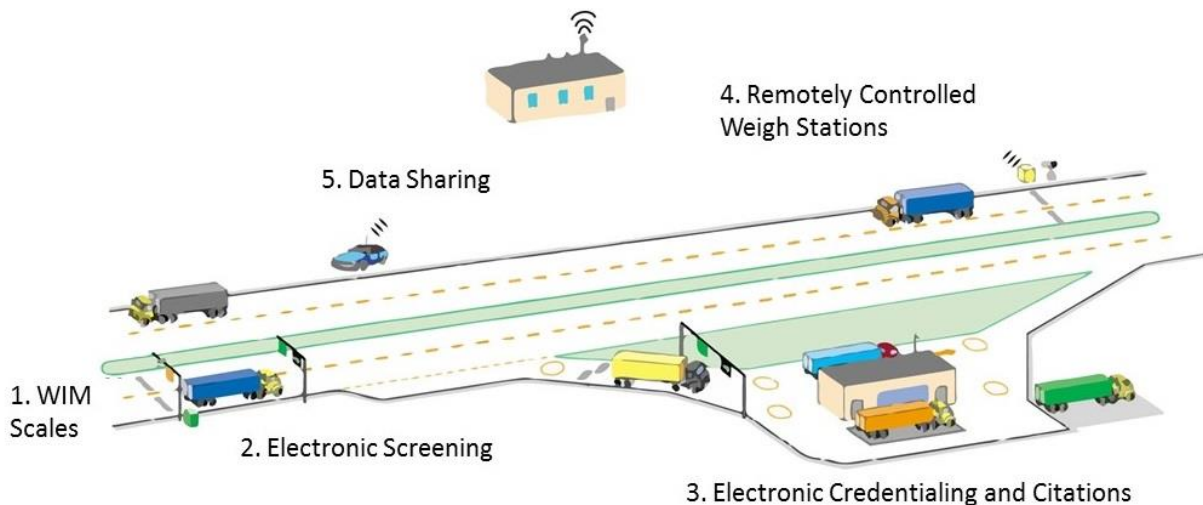 4. Remotely Controlled
Weigh Stations
5. Data Sharing
1. WIM
Scales
2. Electronic Screening
3. Electronic Credentialing and Citations